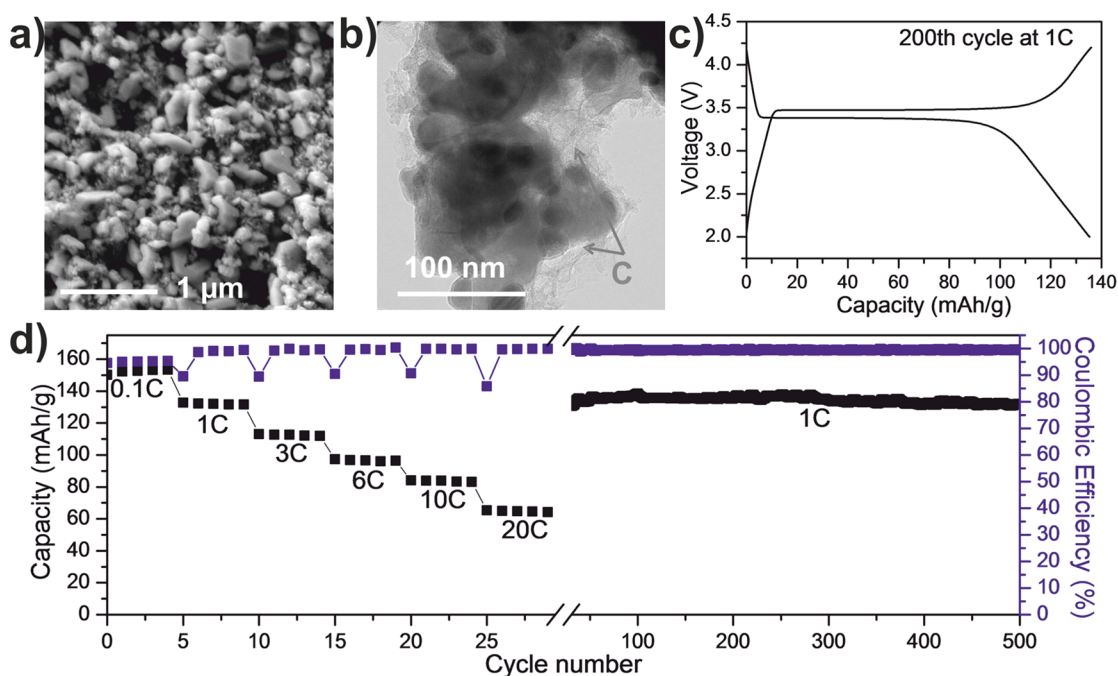 a)
1 µm
b)
100 nm
C
c)
200th cycle at 1C
4.5
4.0
3.5
3.0
2.5
2.0
Voltage (V)
0 20 40 60 80 100 120 140
Capacity (mAh/g)
d)
160
140
120
100
80
60
40
20
0
Capacity (mAh/g)
0.1C
1C
3C
6C
10C
20C
1C
100
90
80
70
60
50
40
30
20
10
0
Coulombic Efficiency (%)
0 5 10 15 20 25 100 200 300 400 500
Cycle number